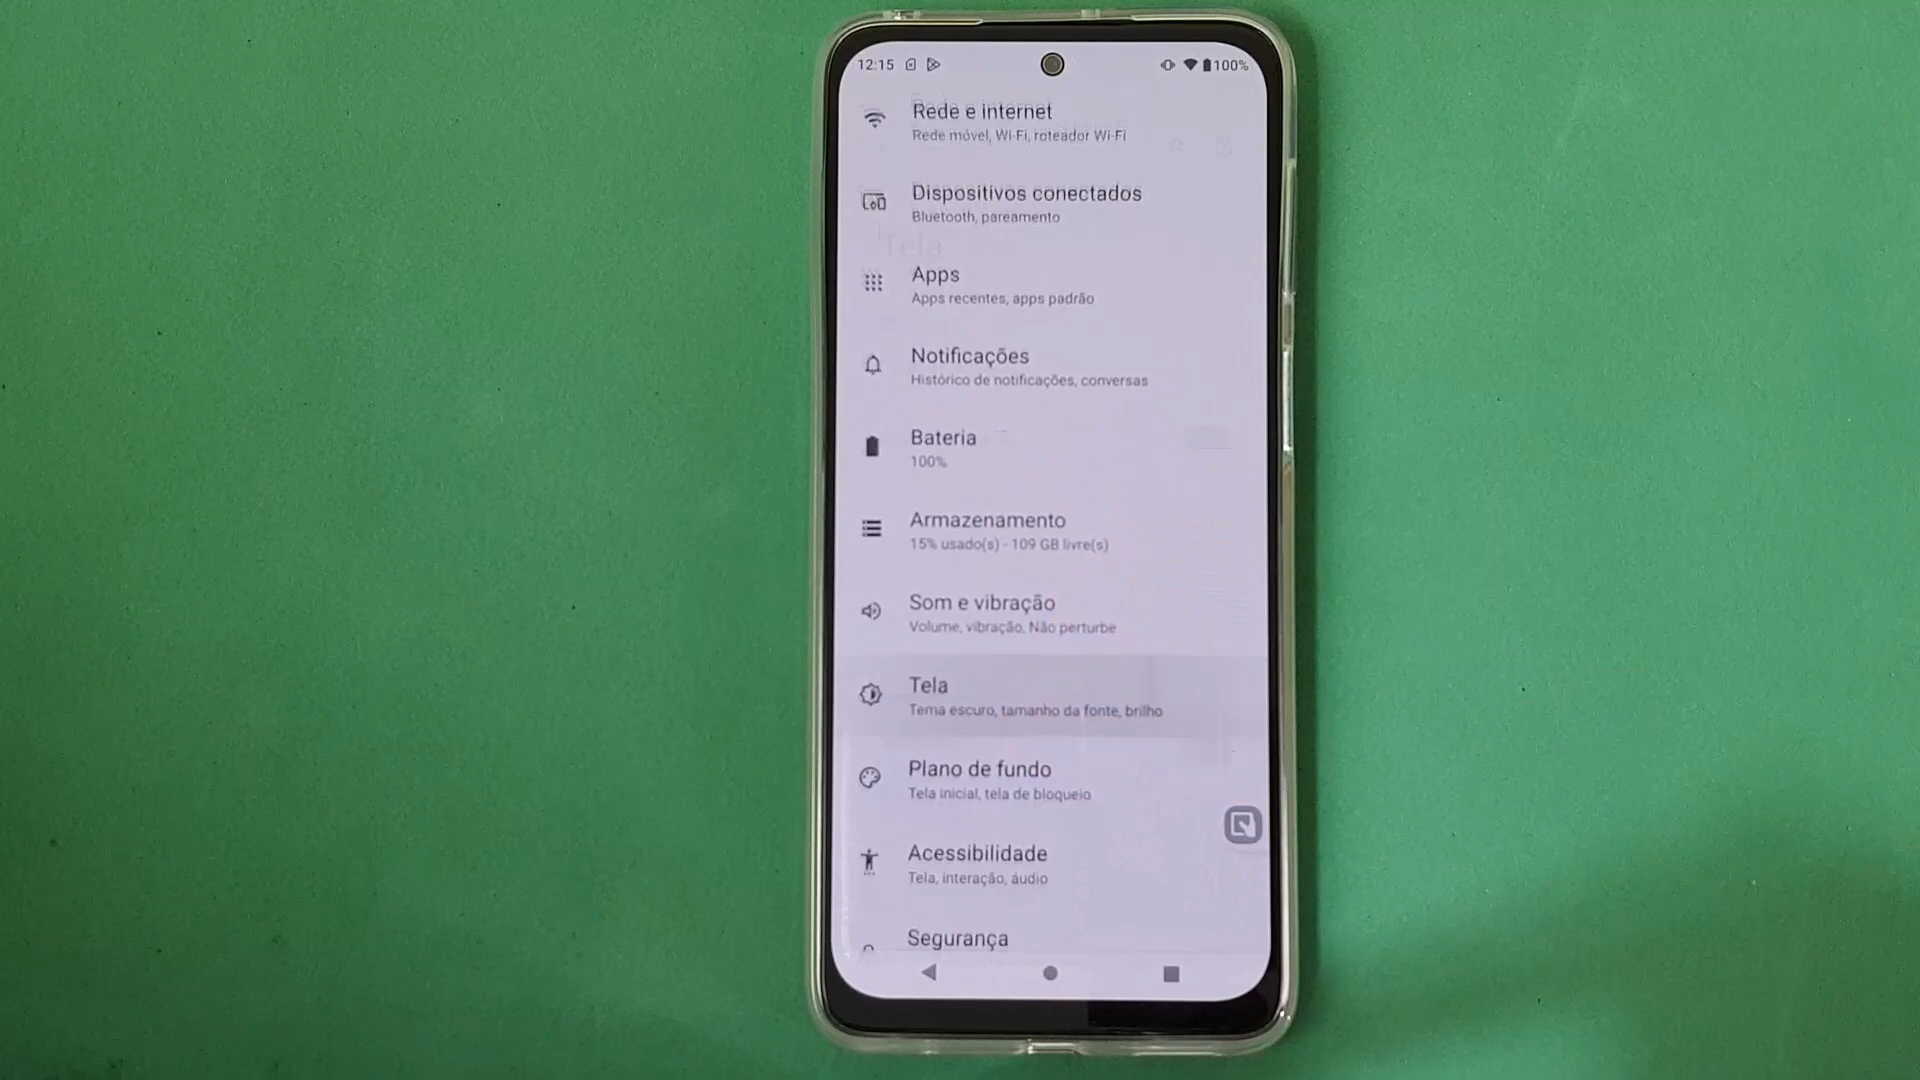 12:15
100%
Rede e internet
Rede móvel, Wi-Fi, roteador Wi-Fi
Dispositivos conectados
Bluetooth, pareamento
Tela
Apps
Apps recentes, apps padrão
Notificações
Histórico de notificações, conversas
Bateria
100%
Armazenamento
15% usado(s) - 109 GB livre(s)
Som e vibração
Volume, vibração, Não perturbe
Tela
Tema escuro, tamanho da fonte, brilho
Plano de fundo
Tela inicial, tela de bloqueio
Acessibilidade
Tela, interação, áudio
Segurança